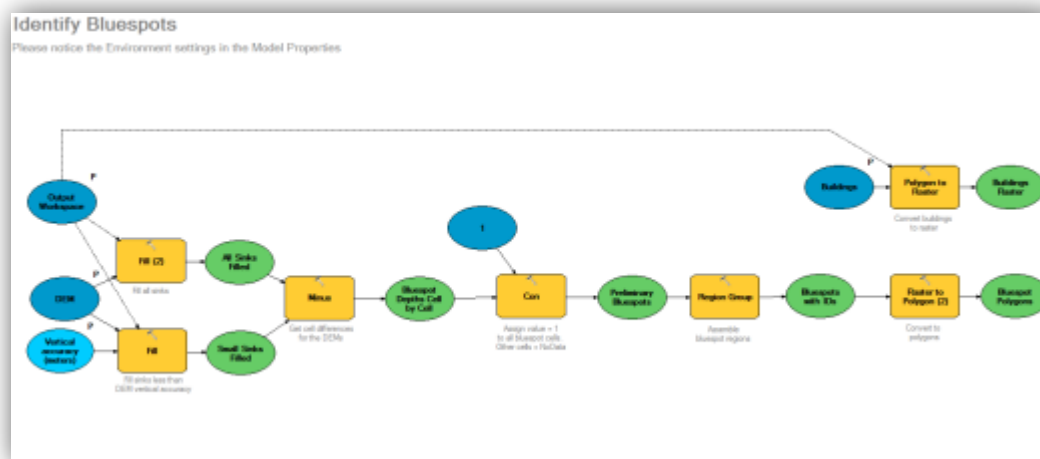 Identify Bluespots
Please notice the Environment settings in the Model Properties
P
Output
Workspace
Buildings
P
Polygon to
Raster
Buildings
Raster
Convert buildings
to raster
1
Fill (2)
Fill all sinks
All Sinks
Filled
P
DEM
Minus
Get cell differences
for the DEMs
Bluespot
Depths Cell
by Cell
Con
Assign value = 1
to all bluespot cells.
Other cells = NoData
Preliminary
Bluespots
Region Group
Assemble
bluespot regions
Bluespots
with IDs
Raster to
Polygon (2)
Convert to
polygons
Bluespot
Polygons
P
Vertical
accuracy
(meters)
Fill
Fill sinks less than
DEM vertical accuracy
Small Sinks
Filled